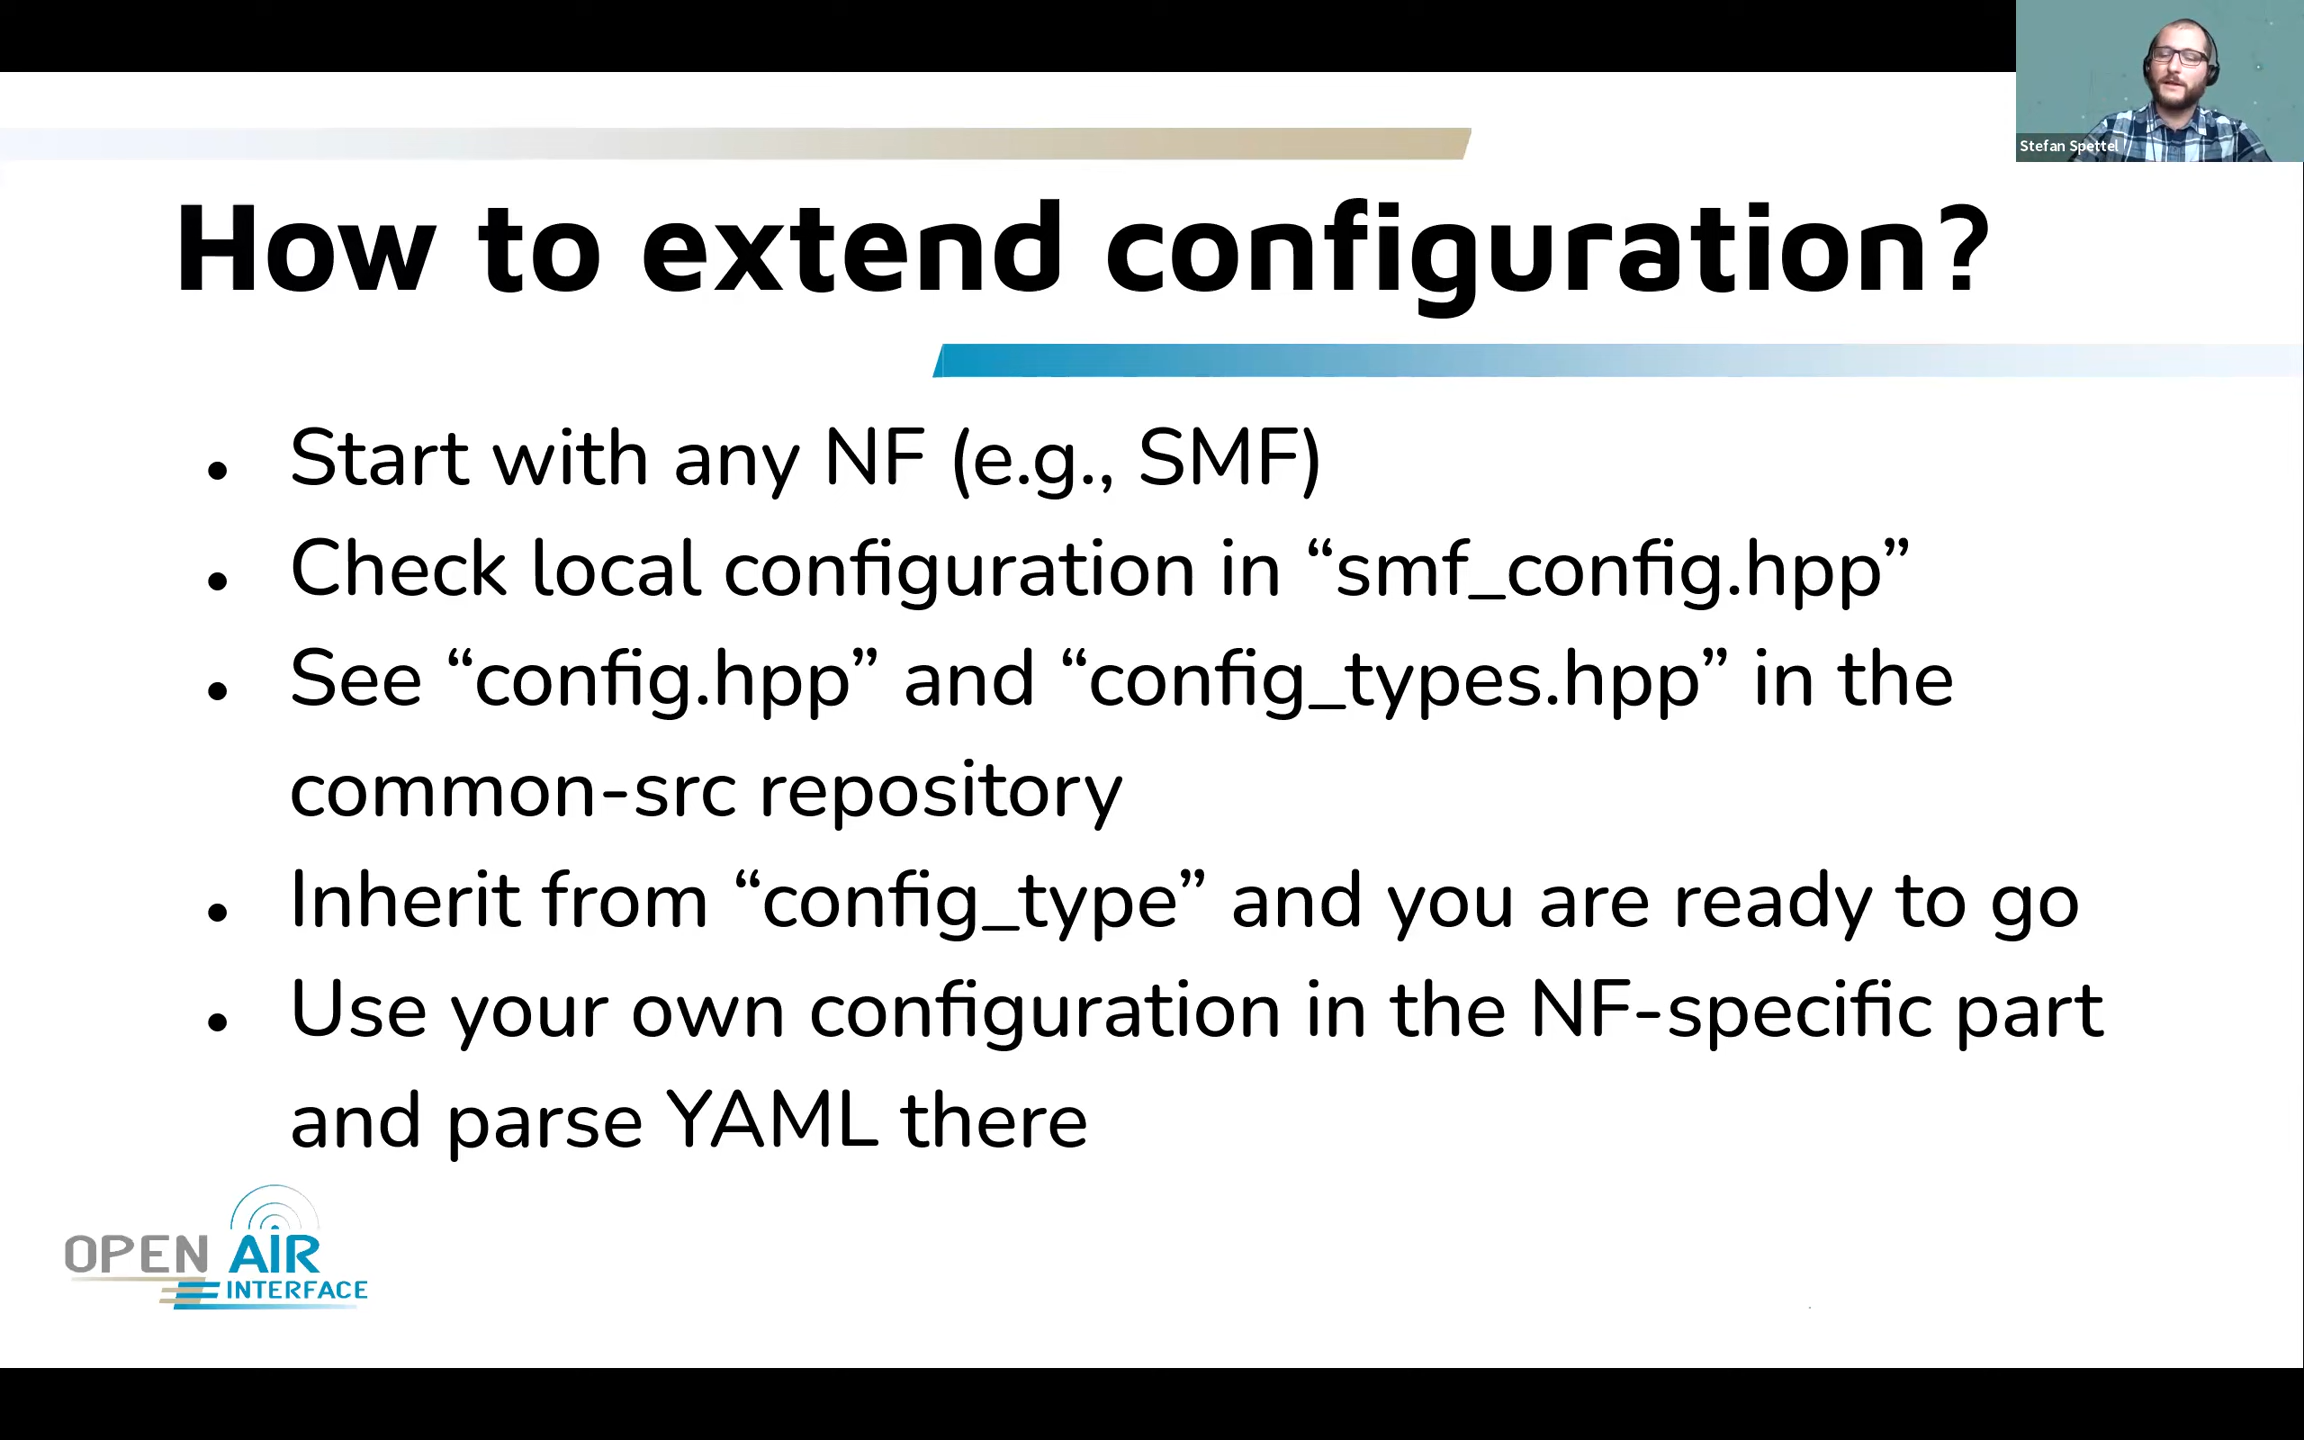 Stefan Spettel
How to extend configuration?
• Start with any NF (e.g., SMF)
• Check local configuration in “smf_config.hpp”
• See “config.hpp” and “config_types.hpp” in the
common-src repository
• Inherit from “config_type” and you are ready to go
• Use your own configuration in the NF-specific part
and parse YAML there
OPEN AIR
INTERFACE